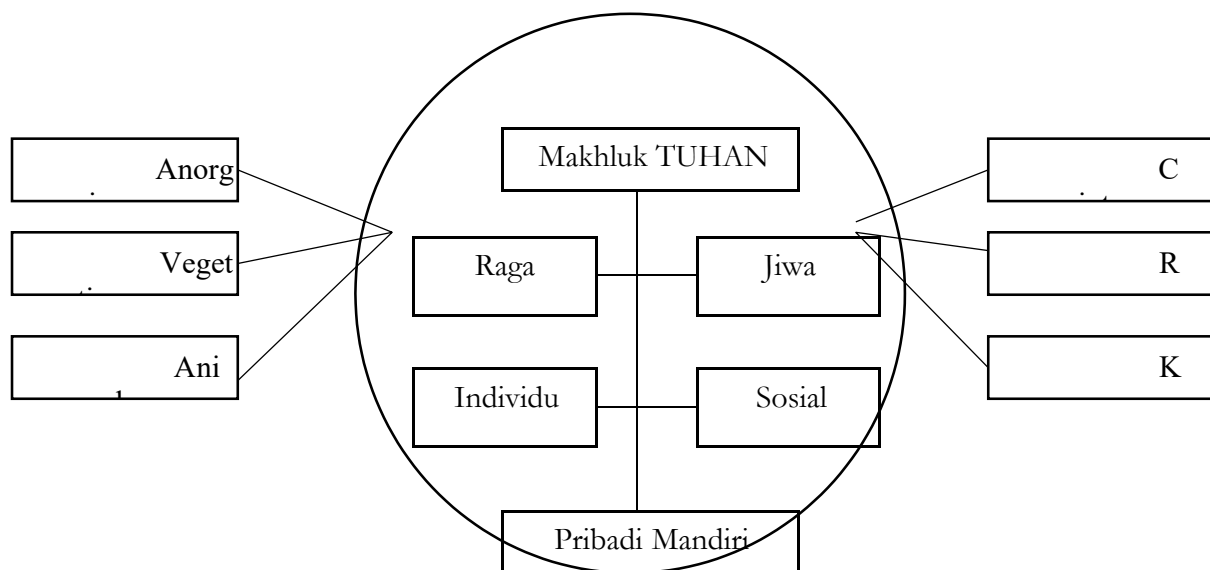 Makhluk TUHAN
Anorg
C
Veget
Raga
Jiwa
R
Ani
Individu
Sosial
K
Pribadi Mandiri